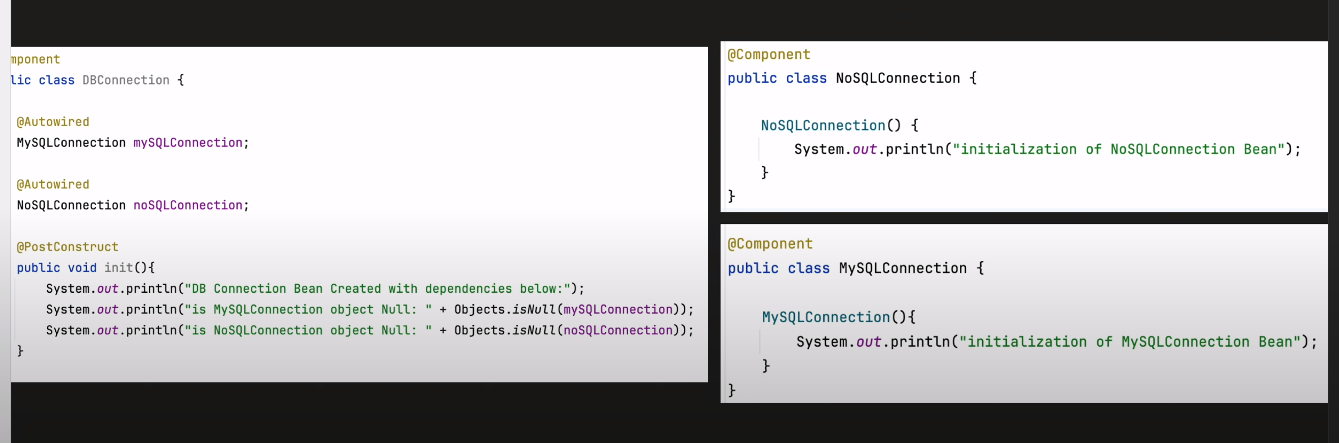 mponent
lic class DBConnection {
@Autowired
MySQLConnection mySQLConnection;
@Autowired
NoSQLConnection noSQLConnection;
@PostConstruct
public void init(){
System.out.println("DB Connection Bean Created with dependencies below:");
System.out.println("is MySQLConnection object Null: " + Objects.isNull(mySQLConnection));
System.out.println("is NoSQLConnection object Null: " + Objects.isNull(noSQLConnection));
}
@Component
public class NoSQLConnection {
NoSQLConnection() {
System.out.println("initialization of NoSQLConnection Bean");
}
}
@Component
public class MySQLConnection {
MySQLConnection(){
System.out.println("initialization of MySQLConnection Bean");
}
}